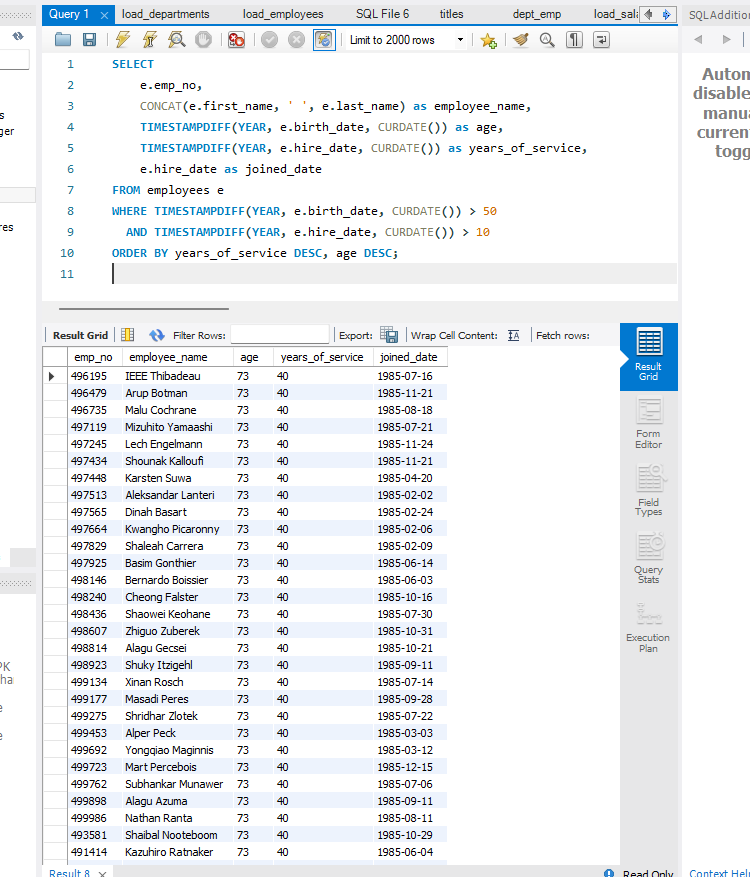 Query 1 load_departments load_employees SQL File 6 titles dept_emp load_sala SQLAddition
Limit to 2000 rows
ger
res
1 SELECT
2 e.emp_no,
3 CONCAT(e.first_name, ' ', e.last_name) as employee_name,
4 TIMESTAMPDIFF(YEAR, e.birth_date, CURDATE()) as age,
5 TIMESTAMPDIFF(YEAR, e.hire_date, CURDATE()) as years_of_service,
6 e.hire_date as joined_date
7 FROM employees e
8 WHERE TIMESTAMPDIFF(YEAR, e.birth_date, CURDATE()) > 50
9 AND TIMESTAMPDIFF(YEAR, e.hire_date, CURDATE()) > 10
10 ORDER BY years_of_service DESC, age DESC;
11
Autom
disable
manua
current
togg
Result Grid Filter Rows: Export: Wrap Cell Content: Fetch rows:
emp_no employee_name age years_of_service joined_date
496195 IEEE Thibadeau 73 40 1985-07-16
496479 Arup Botman 73 40 1985-11-21
496735 Malu Cochrane 73 40 1985-08-18
497119 Mizuhito Yamaashi 73 40 1985-07-21
497245 Lech Engelmann 73 40 1985-11-24
497434 Shounak Kalloufi 73 40 1985-11-21
497448 Karsten Suwa 73 40 1985-04-20
497513 Aleksandar Lanteri 73 40 1985-02-02
497565 Dinah Basart 73 40 1985-02-24
497664 Kwangho Picaronny 73 40 1985-02-06
497829 Shaleah Carrera 73 40 1985-02-09
497925 Basim Gonthier 73 40 1985-06-14
498146 Bernardo Boissier 73 40 1985-06-03
498240 Cheong Falster 73 40 1985-10-16
498436 Shaowei Keohane 73 40 1985-07-30
498607 Zhiguo Zuberek 73 40 1985-10-31
498814 Alagu Gecsei 73 40 1985-10-21
498923 Shuky Itzigehl 73 40 1985-09-11
499134 Xinan Rosch 73 40 1985-07-14
499177 Masadi Peres 73 40 1985-09-28
499275 Shridhar Zlotek 73 40 1985-07-22
499453 Alper Peck 73 40 1985-03-03
499692 Yongqiao Maginnis 73 40 1985-03-12
499723 Mart Percebois 73 40 1985-12-15
499762 Subhankar Munawer 73 40 1985-07-06
499898 Alagu Azuma 73 40 1985-09-11
499986 Nathan Ranta 73 40 1985-08-11
493581 Shaibal Nooteboom 73 40 1985-10-29
491414 Kazuhiro Ratnaker 73 40 1985-06-04
Result
Grid
Form
Editor
Field
Types
Query
Stats
Execution
Plan
PK
Result 8 Read Only Context Help